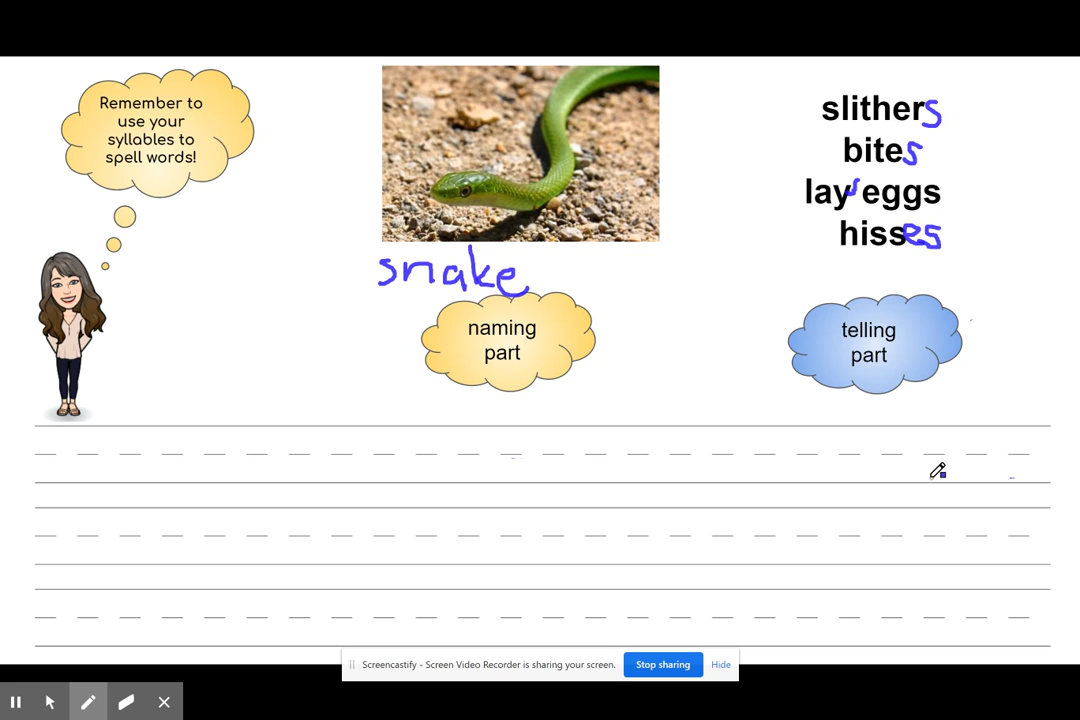 Remember to
use your
syllables to
spell words!
slithers
bites
lays eggs
hisses
snake
naming
part
telling
part
Screencastify - Screen Video Recorder is sharing your screen.
Stop sharing
Hide